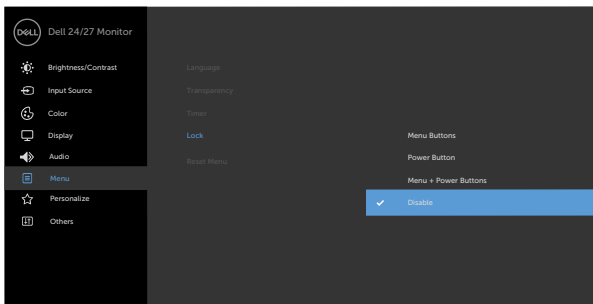 DELL Dell 24/27 Monitor
Brightness/Contrast
Input Source
Color
Display
Audio
Menu
Personalize
Others
Language
Transparency
Timer
Lock
Reset Menu
Menu Buttons
Power Button
Menu + Power Buttons
Disable